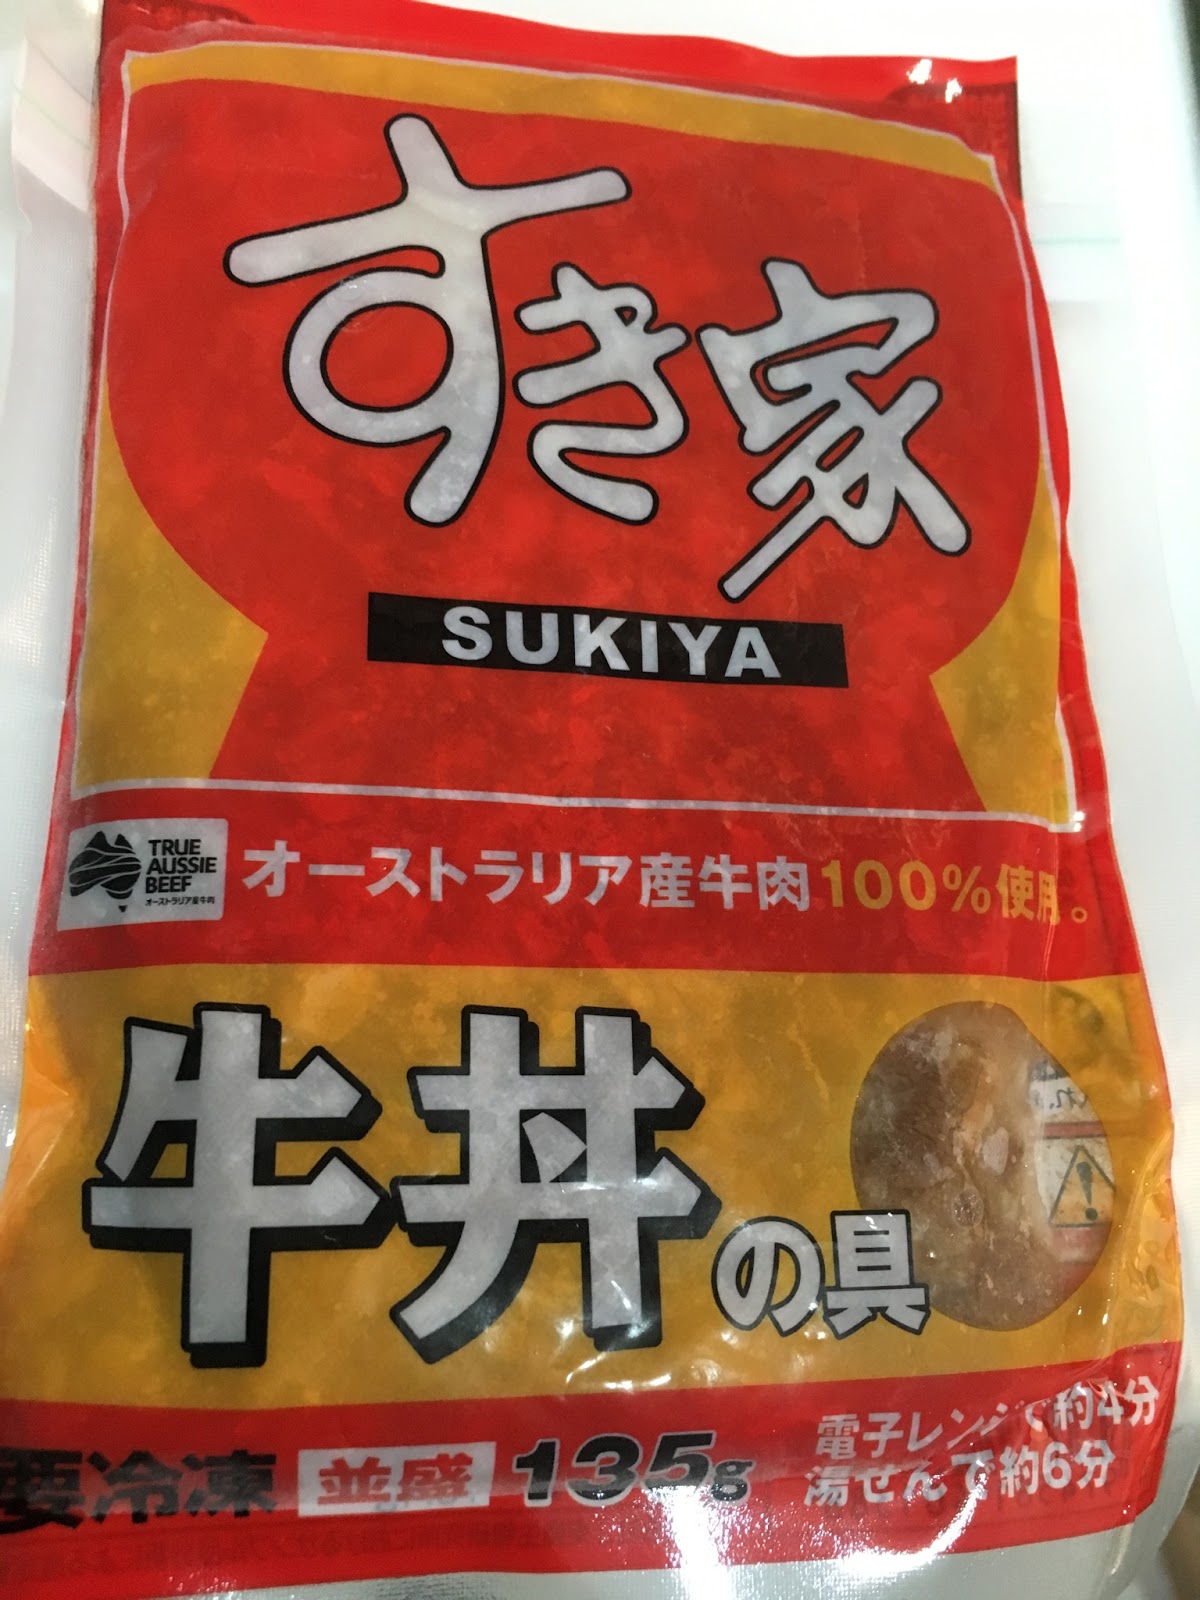 すき家
SUKIYA
TRUE
AUSSIE
BEEF
オーストラリア産牛肉
オーストラリア産牛肉100%使用。
牛丼の具
要冷凍 並盛 135g
電子レンジで約4分
湯せんで約6分